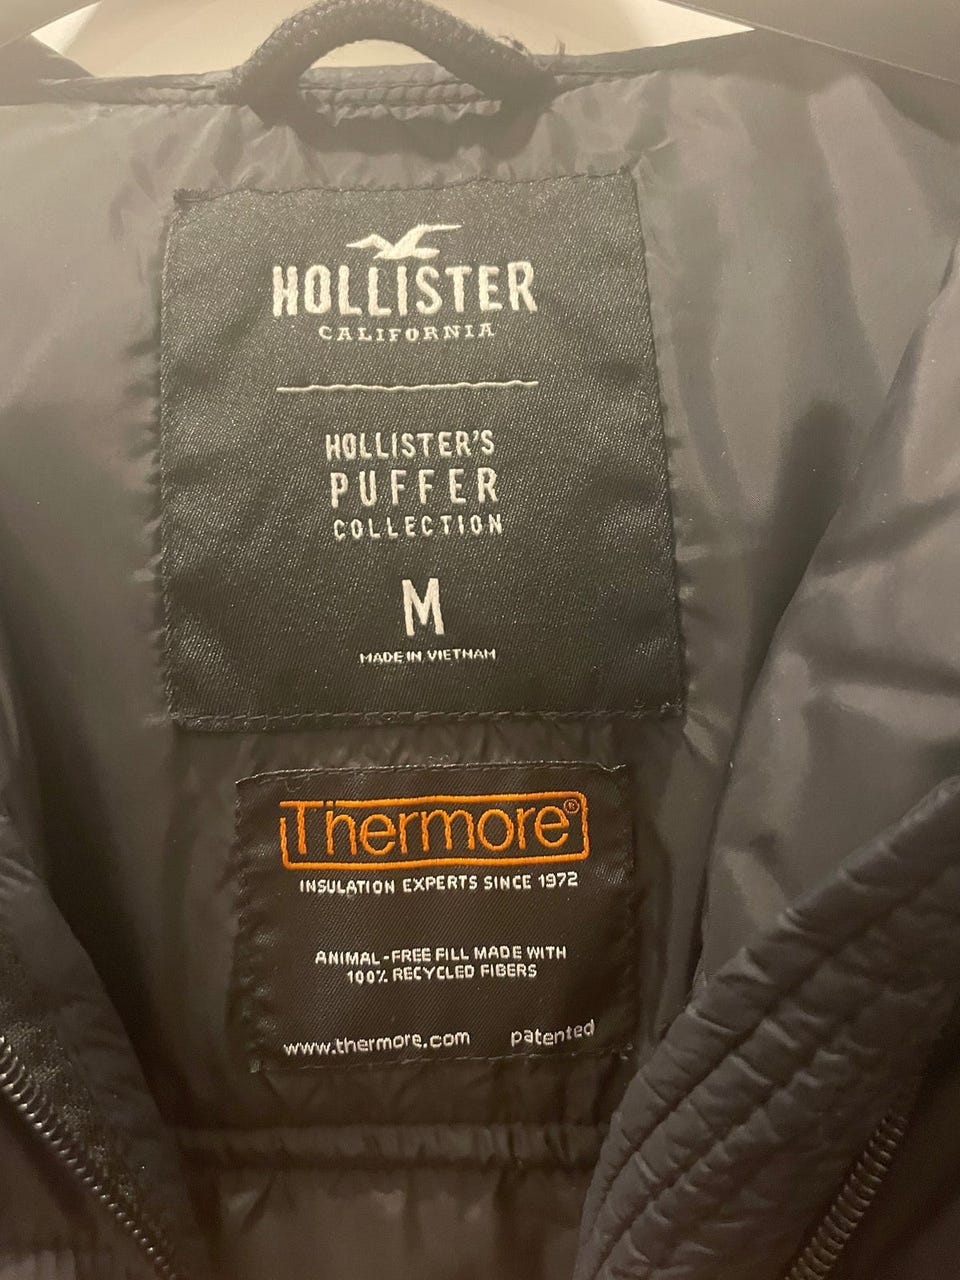 HOLLISTER
CALIFORNIA
HOLLISTER'S
PUFFER
COLLECTION
M
MADE IN VIETNAM
Thermore®
INSULATION EXPERTS SINCE 1972
ANIMAL-FREE FILL MADE WITH
100% RECYCLED FIBERS
www.thermore.com patented